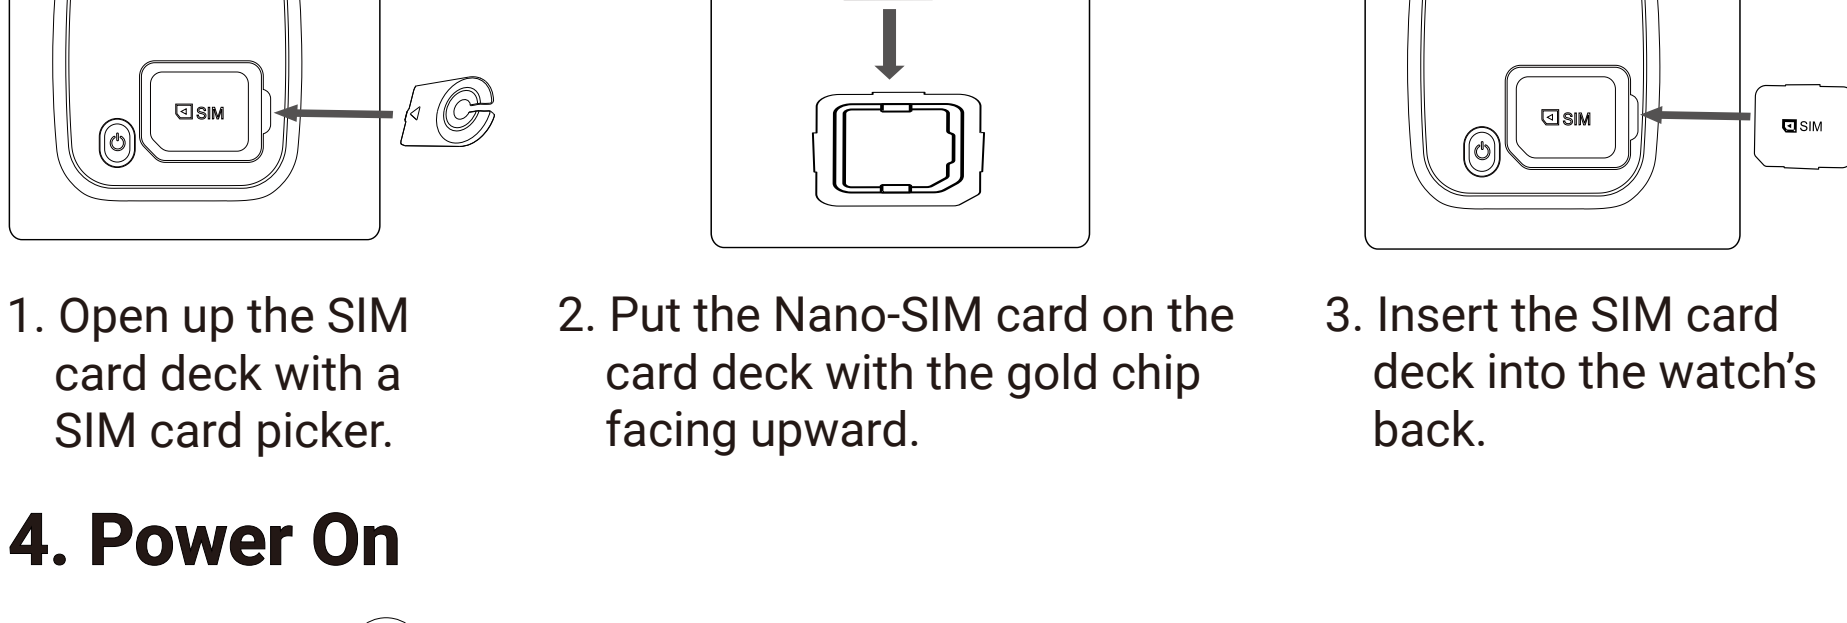 SIM
SIM
SIM
1. Open up the SIM
card deck with a
SIM card picker.
2. Put the Nano-SIM card on the
card deck with the gold chip
facing upward.
3. Insert the SIM card
deck into the watch’s
back.
4. Power On